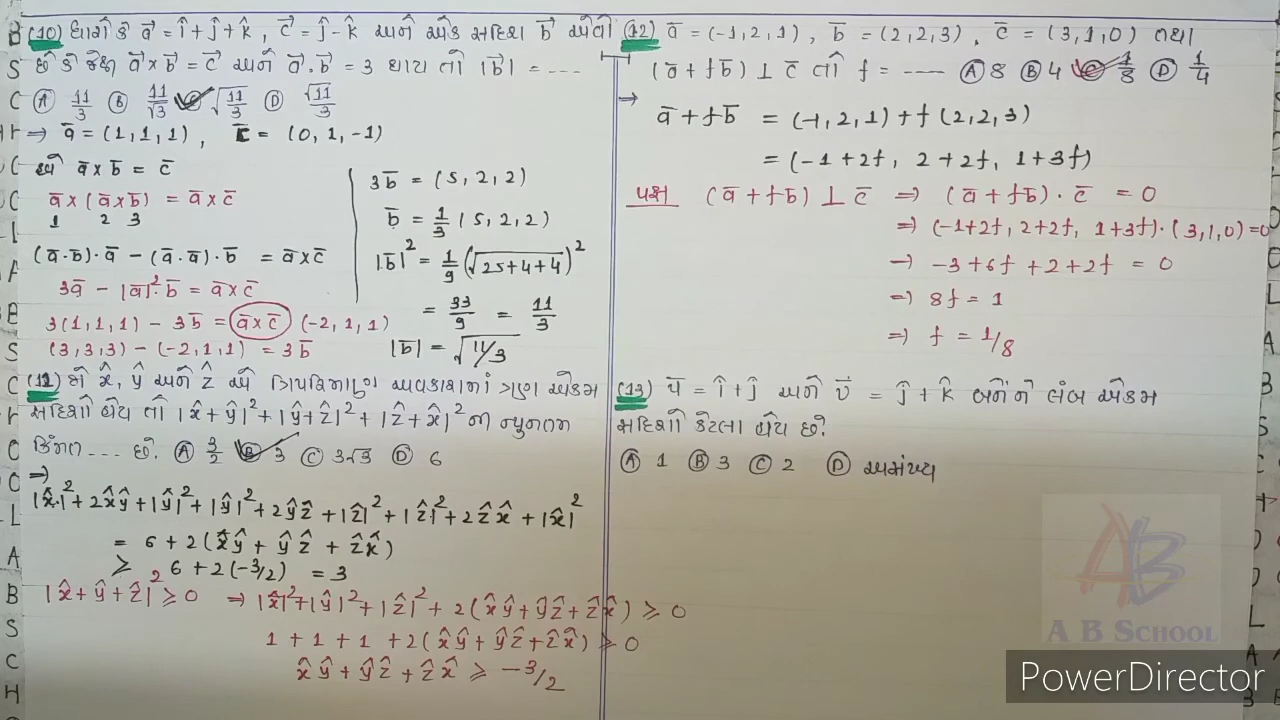 (10) ધારો કે a⃗ = î + ĵ + k̂ , c⃗ = ĵ - k̂ અને એક સદિશ b⃗ એવો
છે કે જેથી a⃗ × b⃗ = c⃗ અને a⃗ . b⃗ = 3 થાય તો |b⃗| = ----
Ⓐ 11/3 Ⓑ 11/√3 Ⓒ √(11/3) Ⓓ √11/3
⇒ a̅ = (1, 1, 1) , c̅ = (0, 1, -1)
a̅ × b̅ = c̅
a̅ × (a̅ × b̅) = a̅ × c̅
1 2 3
(a̅·b̅)·a̅ - (a̅·a̅)·b̅ = a̅ × c̅
3a̅ - |a̅|²·b̅ = a̅ × c̅
3(1,1,1) - 3b̅ = a̅×c̅ (-2, 1, 1)
(3,3,3) - (-2,1,1) = 3b̅
3b̅ = (5, 2, 2)
b̅ = 1/3 (5, 2, 2)
|b̅|² = 1/9 (√25+4+4)²
= 33/9 = 11/3
|b̅| = √11/3
(11) જો x̂, ŷ અને ẑ એ ત્રિપરિમાણ અવકાશમાં ત્રણ એકમ
સદિશો હોય તો |x̂+ŷ|² + |ŷ+ẑ|² + |ẑ+x̂|² ની ન્યુનતમ
કિંમત --- છે. Ⓐ 3/2 Ⓑ 3 Ⓒ 3√3 Ⓓ 6
⇒
|x̂|² + 2x̂ŷ + |ŷ|² + |ŷ|² + 2ŷẑ + |ẑ|² + |ẑ|² + 2ẑx̂ + |x̂|²
= 6 + 2(x̂ŷ + ŷẑ + ẑx̂)
≥ 6 + 2(-3/2) = 3
|x̂+ŷ+ẑ|² ≥ 0 ⇒ |x̂|² + |ŷ|² + |ẑ|² + 2(x̂ŷ + ŷẑ + ẑx̂) ≥ 0
1 + 1 + 1 + 2(x̂ŷ + ŷẑ + ẑx̂) ≥ 0
x̂ŷ + ŷẑ + ẑx̂ ≥ -3/2
(12) a̅ = (-1, 2, 1) , b̅ = (2, 2, 3) , c̅ = (3, 1, 0) તથા
(a̅ + fb̅) ⊥ c̅ તો f = ---- Ⓐ 8 Ⓑ 4 Ⓒ 1/8 Ⓓ 1/4
→
a̅ + fb̅ = (-1, 2, 1) + f(2, 2, 3)
= (-1+2f, 2+2f, 1+3f)
પક્ષ (a̅ + fb̅) ⊥ c̅ ⇒ (a̅ + fb̅)·c̅ = 0
⇒ (-1+2f, 2+2f, 1+3f)·(3,1,0) = 0
⇒ -3+6f + 2+2f = 0
⇒ 8f = 1
⇒ f = 1/8
(13) u̅ = î + ĵ અને v⃗ = ĵ + k̂ બનેને લંબ એકમ
સદિશો કેટલા હોય છે?
Ⓐ 1 Ⓑ 3 Ⓒ 2 Ⓓ અસંખ્ય
AB
A B SCHOOL
PowerDirector